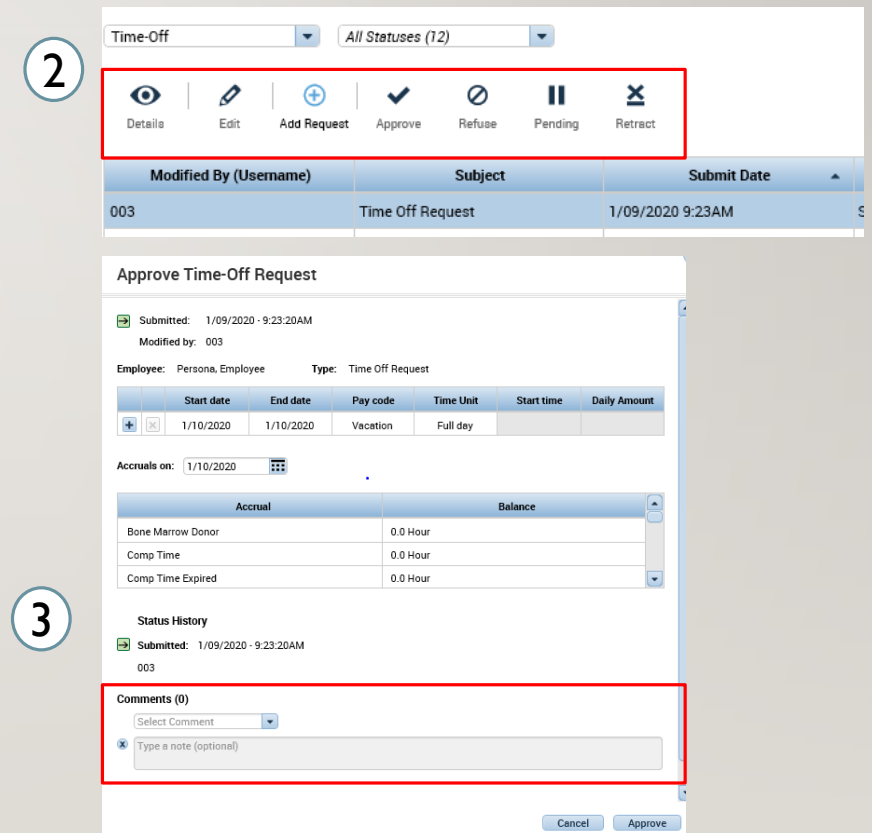 2
Time-Off All Statuses (12)
Details Edit Add Request Approve Refuse Pending Retract
Modified By (Username) Subject Submit Date
003 Time Off Request 1/09/2020 9:23AM
Approve Time-Off Request
Submitted: 1/09/2020 - 9:23:20AM
Modified by: 003
Employee: Persona, Employee Type: Time Off Request
Start date End date Pay code Time Unit Start time Daily Amount
1/10/2020 1/10/2020 Vacation Full day
Accruals on: 1/10/2020
Accrual Balance
Bone Marrow Donor 0.0 Hour
Comp Time 0.0 Hour
Comp Time Expired 0.0 Hour
3
Status History
Submitted: 1/09/2020 - 9:23:20AM
003
Comments (0)
Select Comment
Type a note (optional)
Cancel Approve